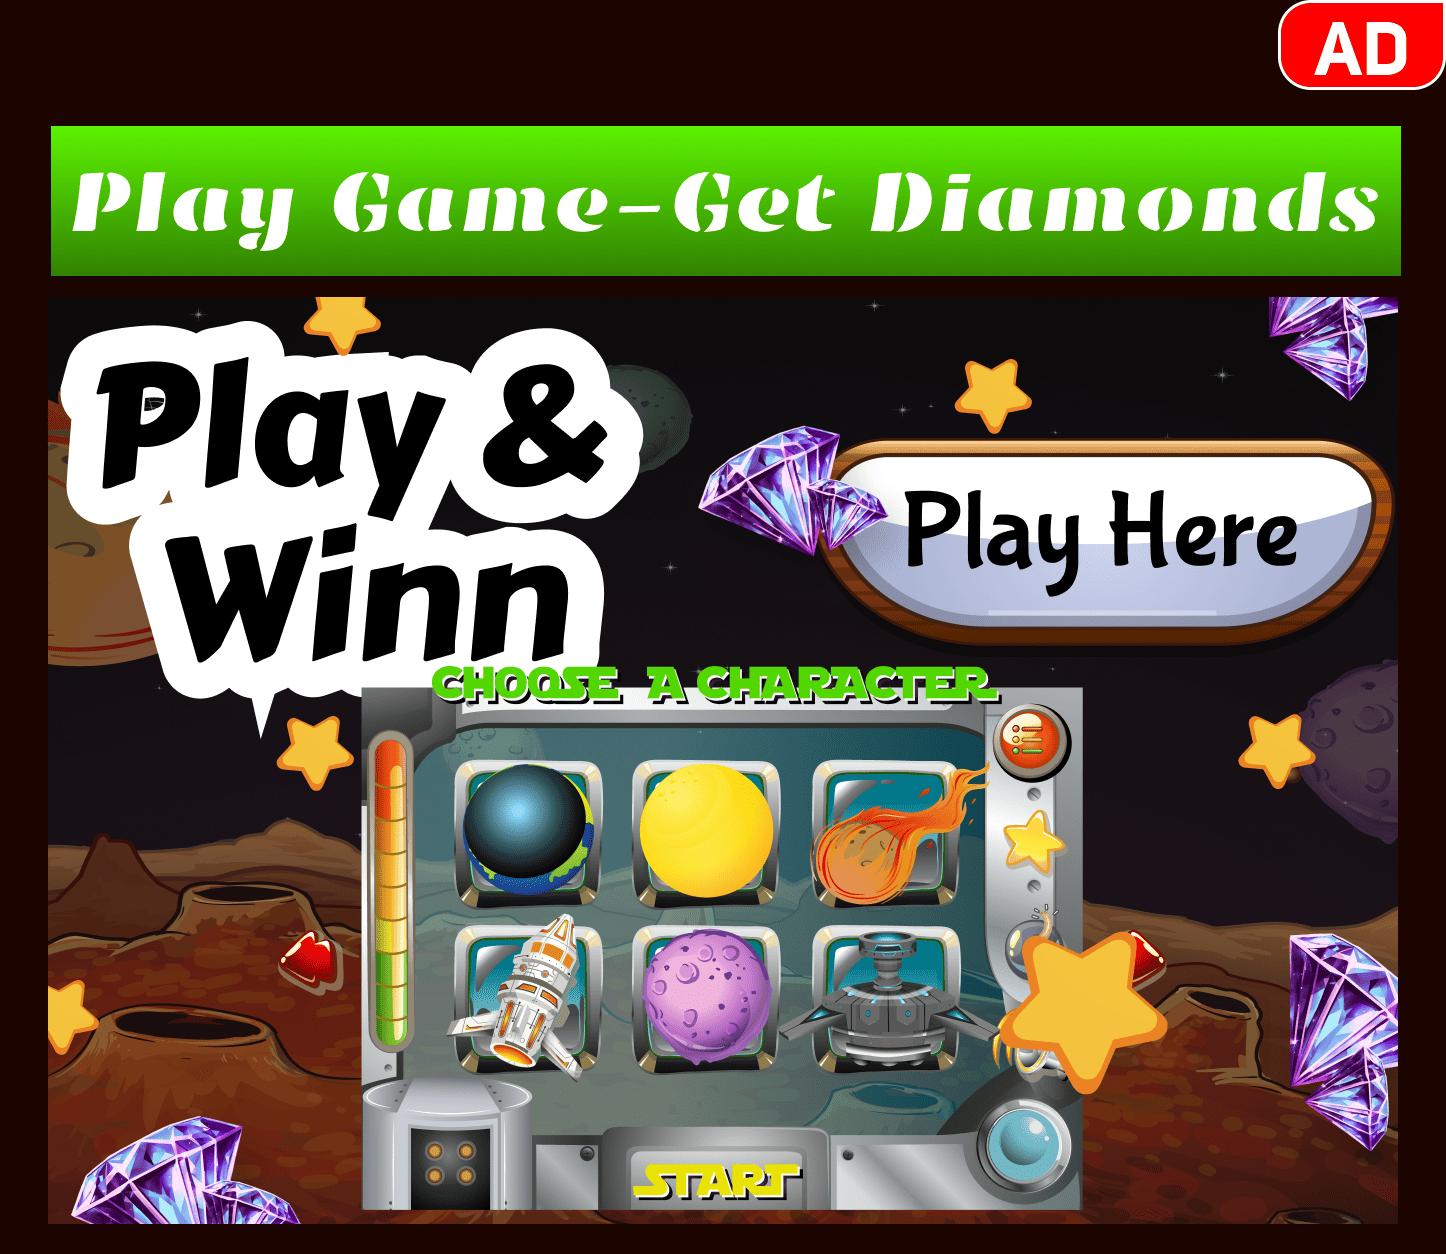 AD
Play Game-Get Diamonds
Play &
Winn
Play Here
CHOOSE A CHARACTER
START